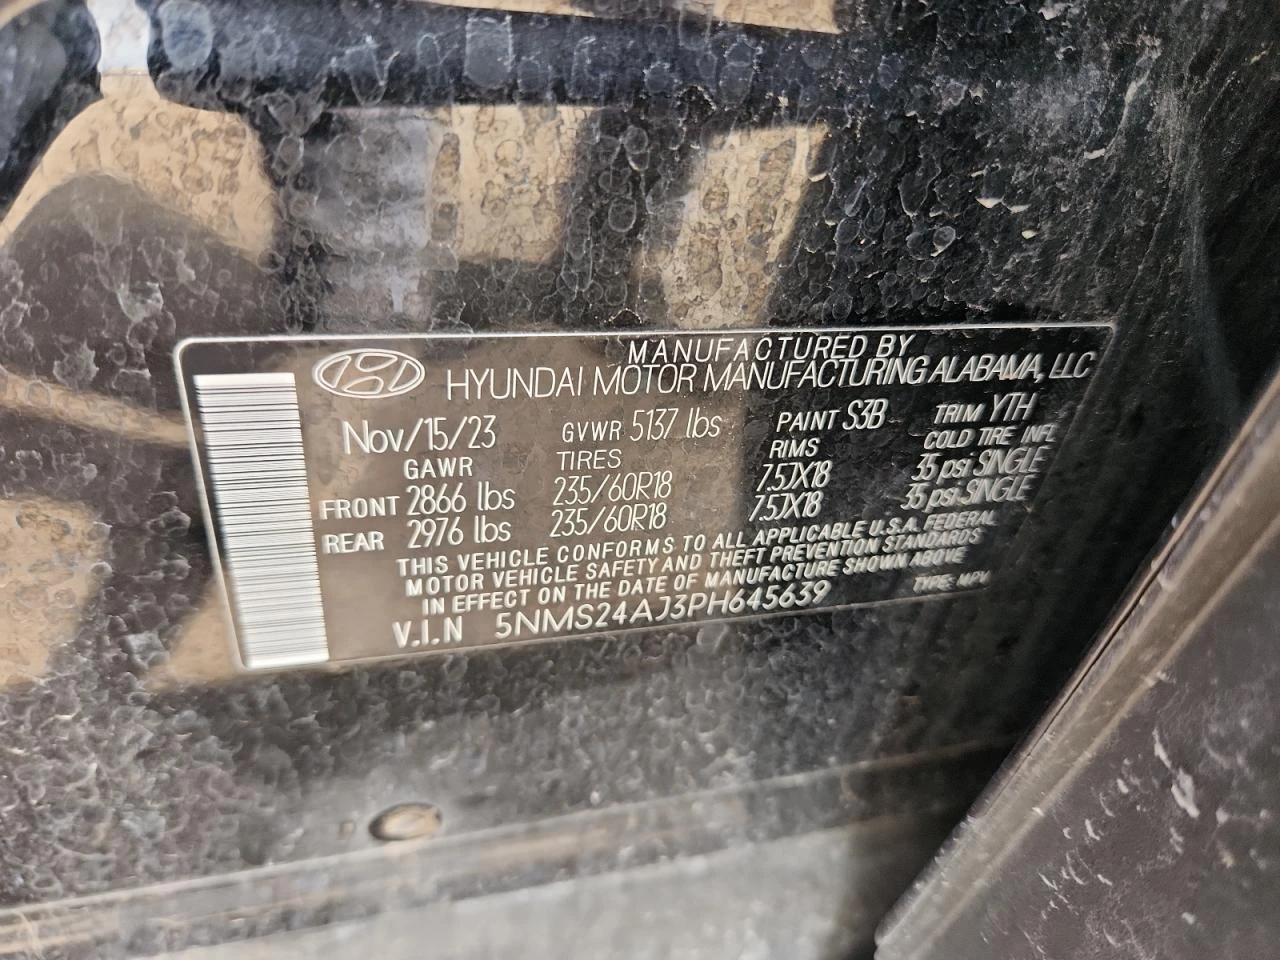 MANUFACTURED BY
HYUNDAI MOTOR MANUFACTURING ALABAMA, LLC
Nov/15/23 GVWR 5137 lbs PAINT S3B TRIM YTH
GAWR TIRES RIMS COLD TIRE INFL
FRONT 2866 lbs 235/60R18 7.5JX18 35 psi SINGLE
REAR 2976 lbs 235/60R18 7.5JX18 35 psi SINGLE
THIS VEHICLE CONFORMS TO ALL APPLICABLE U.S.A. FEDERAL
MOTOR VEHICLE SAFETY AND THEFT PREVENTION STANDARDS
IN EFFECT ON THE DATE OF MANUFACTURE SHOWN ABOVE
V.I.N 5NMS24AJ3PH645639 TYPE: MPV